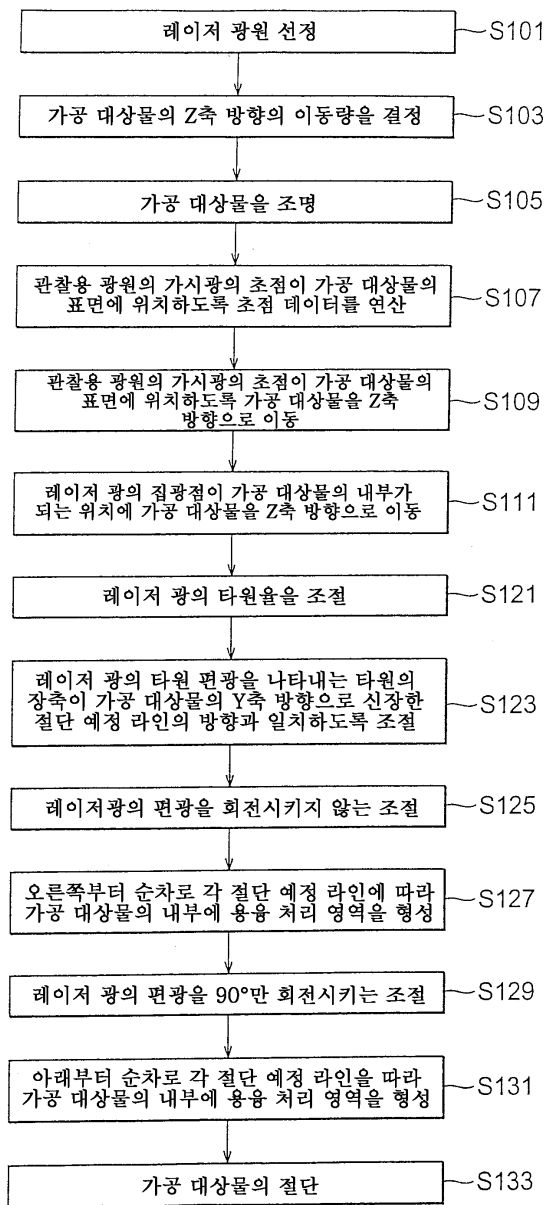 레이저 광원 선정
S101
가공 대상물의 Z축 방향의 이동량을 결정
S103
가공 대상물을 조명
S105
관찰용 광원의 가시광의 초점이 가공 대상물의
표면에 위치하도록 초점 데이터를 연산
S107
관찰용 광원의 가시광의 초점이 가공 대상물의
표면에 위치하도록 가공 대상물을 Z축
방향으로 이동
S109
레이저 광의 집광점이 가공 대상물의 내부가
되는 위치에 가공 대상물을 Z축 방향으로 이동
S111
레이저 광의 타원율을 조절
S121
레이저 광의 타원 편광을 나타내는 타원의
장축이 가공 대상물의 Y축 방향으로 신장한
절단 예정 라인의 방향과 일치하도록 조절
S123
레이저광의 편광을 회전시키지 않는 조절
S125
오른쪽부터 순차로 각 절단 예정 라인에 따라
가공 대상물의 내부에 용융 처리 영역을 형성
S127
레이저 광의 편광을 90°만 회전시키는 조절
S129
아래부터 순차로 각 절단 예정 라인을 따라
가공 대상물의 내부에 용융 처리 영역을 형성
S131
가공 대상물의 절단
S133